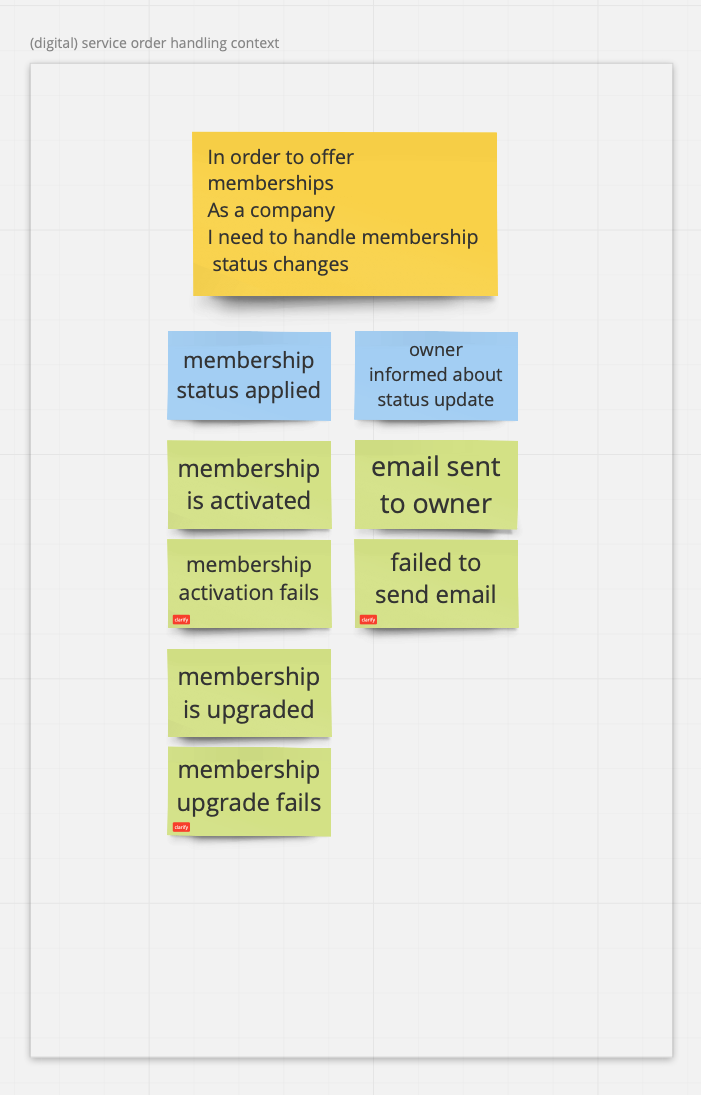 (digital) service order handling context
In order to offer
memberships
As a company
I need to handle membership
status changes
membership
status applied
owner
informed about
status update
membership
is activated
email sent
to owner
membership
activation fails
clarify
failed to
send email
clarify
membership
is upgraded
membership
upgrade fails
clarify